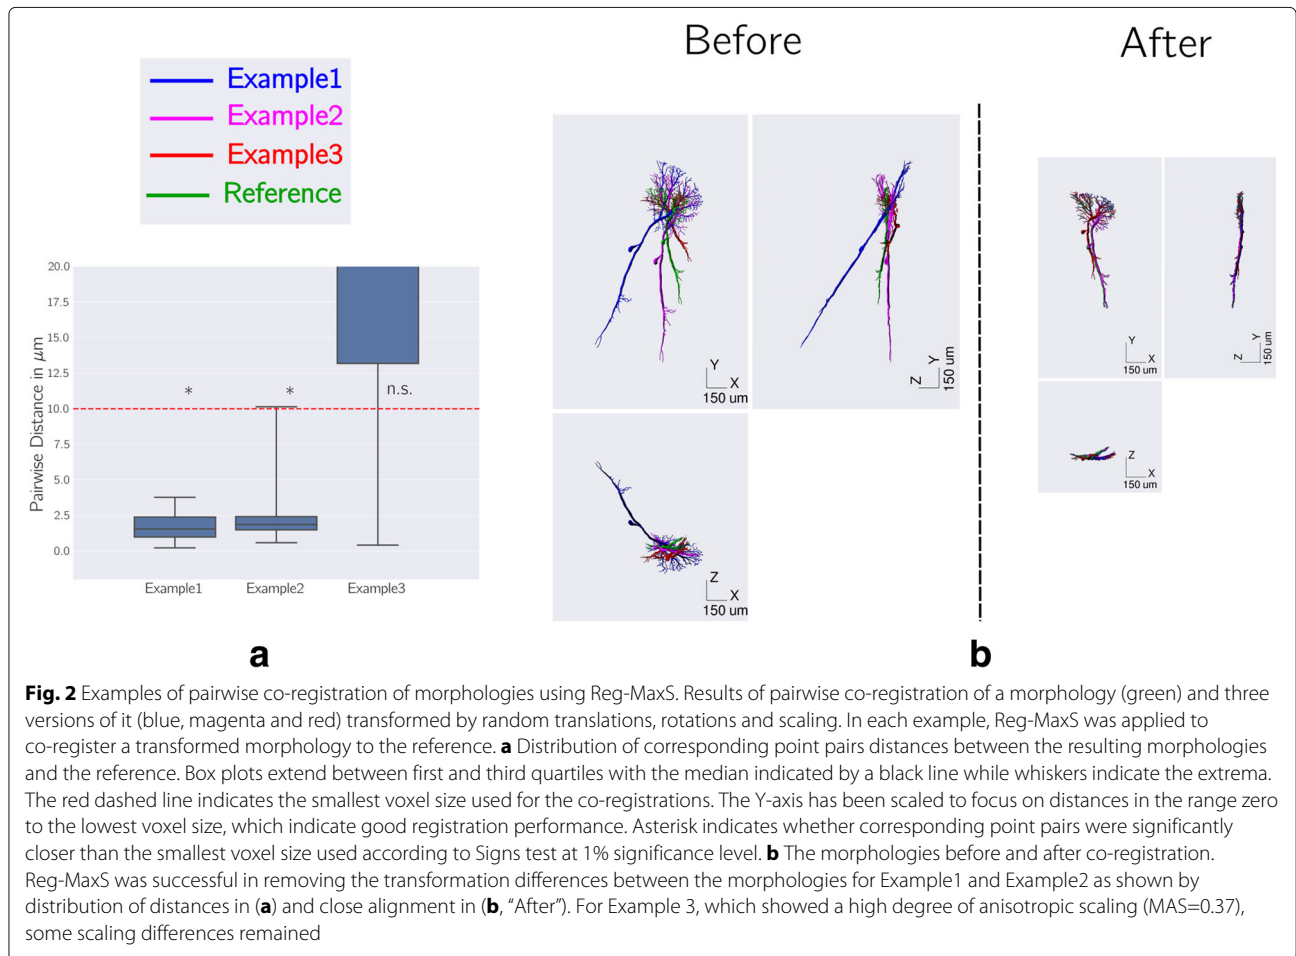 Before
After
Example1
Example2
Example3
Reference
Pairwise Distance in μm
20.0
17.5
15.0
12.5
10.0
7.5
5.0
2.5
0.0
*
*
n.s.
Example1
Example2
Example3
a
Y
X
150 um
Z
Y
150 um
Z
X
150 um
Y
X
150 um
Z
Y
150 um
Z
X
150 um
b
Fig. 2 Examples of pairwise co-registration of morphologies using Reg-MaxS. Results of pairwise co-registration of a morphology (green) and three
versions of it (blue, magenta and red) transformed by random translations, rotations and scaling. In each example, Reg-MaxS was applied to
co-register a transformed morphology to the reference. a Distribution of corresponding point pairs distances between the resulting morphologies
and the reference. Box plots extend between first and third quartiles with the median indicated by a black line while whiskers indicate the extrema.
The red dashed line indicates the smallest voxel size used for the co-registrations. The Y-axis has been scaled to focus on distances in the range zero
to the lowest voxel size, which indicate good registration performance. Asterisk indicates whether corresponding point pairs were significantly
closer than the smallest voxel size used according to Signs test at 1% significance level. b The morphologies before and after co-registration.
Reg-MaxS was successful in removing the transformation differences between the morphologies for Example1 and Example2 as shown by
distribution of distances in (a) and close alignment in (b, “After”). For Example 3, which showed a high degree of anisotropic scaling (MAS=0.37),
some scaling differences remained